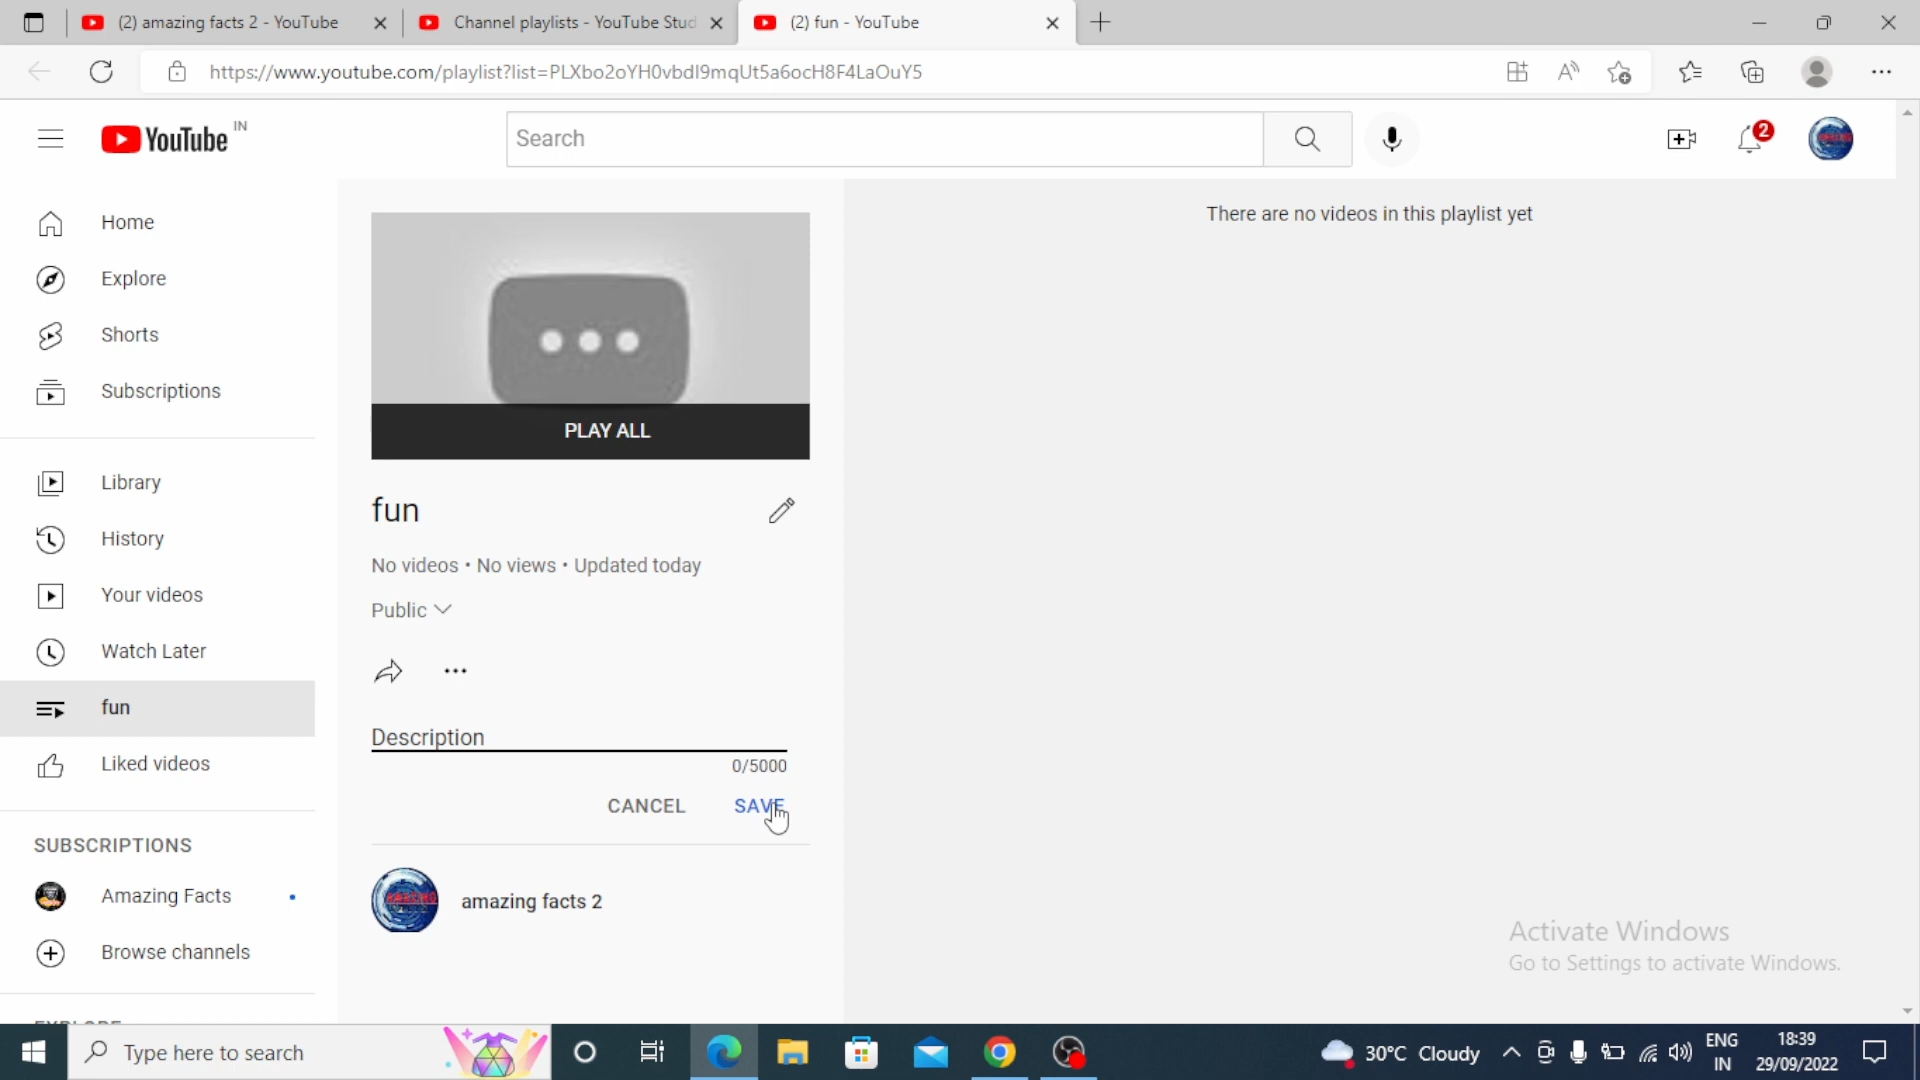 (2) amazing facts 2 - YouTube
Channel playlists - YouTube Stud
(2) fun - YouTube
https://www.youtube.com/playlist?list=PLXbo2oYH0vbdl9mqUt5a6ocH8F4LaOuY5
YouTube IN
Search
2
Home
Explore
Shorts
Subscriptions
Library
History
Your videos
Watch Later
fun
Liked videos
SUBSCRIPTIONS
Amazing Facts
Browse channels
PLAY ALL
fun
No videos • No views • Updated today
Public
Description
0/5000
CANCEL SAVE
amazing facts 2
There are no videos in this playlist yet
Activate Windows
Go to Settings to activate Windows.
Type here to search
30°C Cloudy
ENG
IN
18:39
29/09/2022